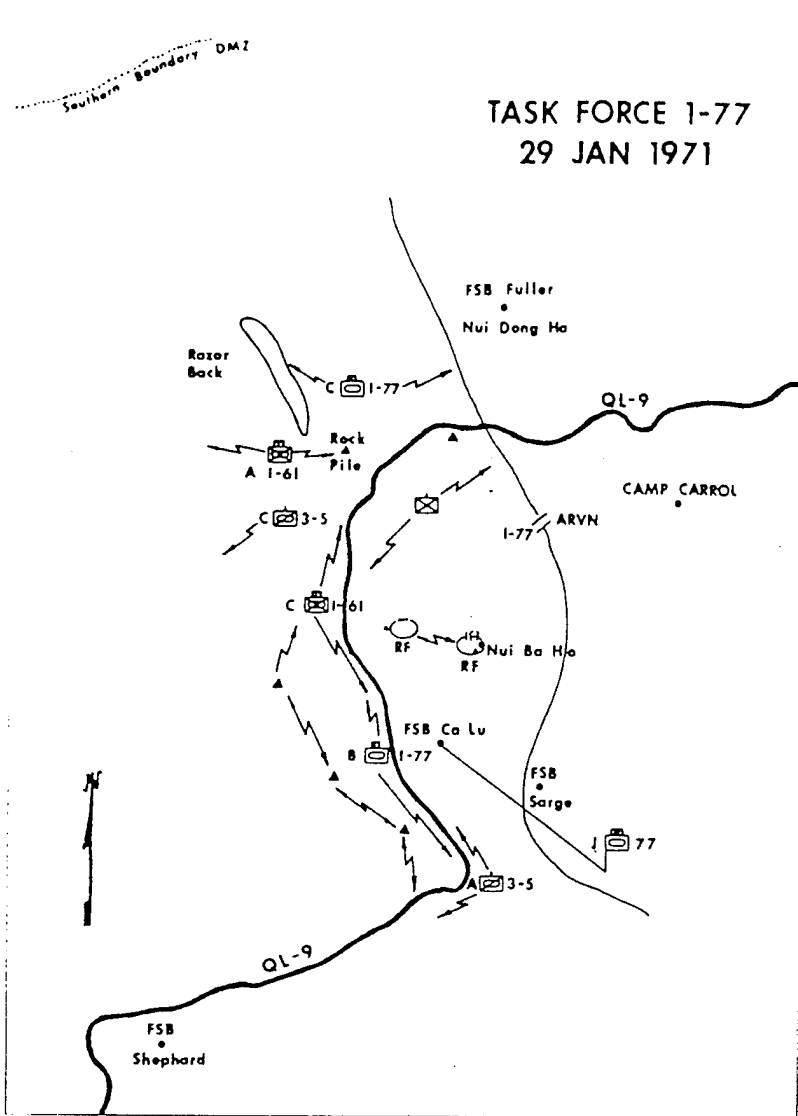 Southern Boundary DMZ
TASK FORCE 1-77
29 JAN 1971
FSB Fuller
Nui Dong Ha
Razor
Back
C 1-77
QL-9
Rock
Pile
A 1-61
CAMP CARROL
C 3-5
ARVN
1-77
C 1-61
RF
RF
Nui Ba Ho
FSB Ca Lu
B 1-77
FSB
Sarge
1 77
A 3-5
N
QL-9
FSB
Shephard